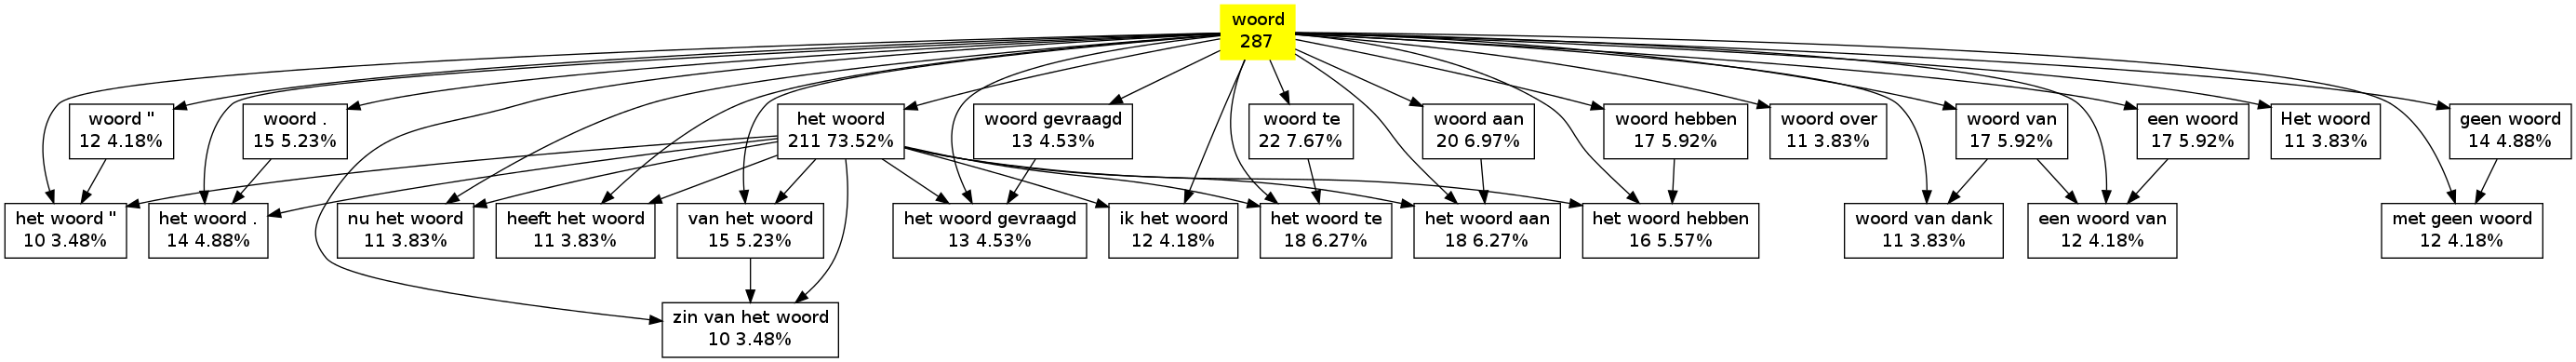 woord
287
woord "
12 4.18%
woord .
15 5.23%
het woord
211 73.52%
woord gevraagd
13 4.53%
woord te
22 7.67%
woord aan
20 6.97%
woord hebben
17 5.92%
woord over
11 3.83%
woord van
17 5.92%
een woord
17 5.92%
Het woord
11 3.83%
geen woord
14 4.88%
het woord "
10 3.48%
het woord .
14 4.88%
nu het woord
11 3.83%
heeft het woord
11 3.83%
van het woord
15 5.23%
het woord gevraagd
13 4.53%
ik het woord
12 4.18%
het woord te
18 6.27%
het woord aan
18 6.27%
het woord hebben
16 5.57%
woord van dank
11 3.83%
een woord van
12 4.18%
met geen woord
12 4.18%
zin van het woord
10 3.48%